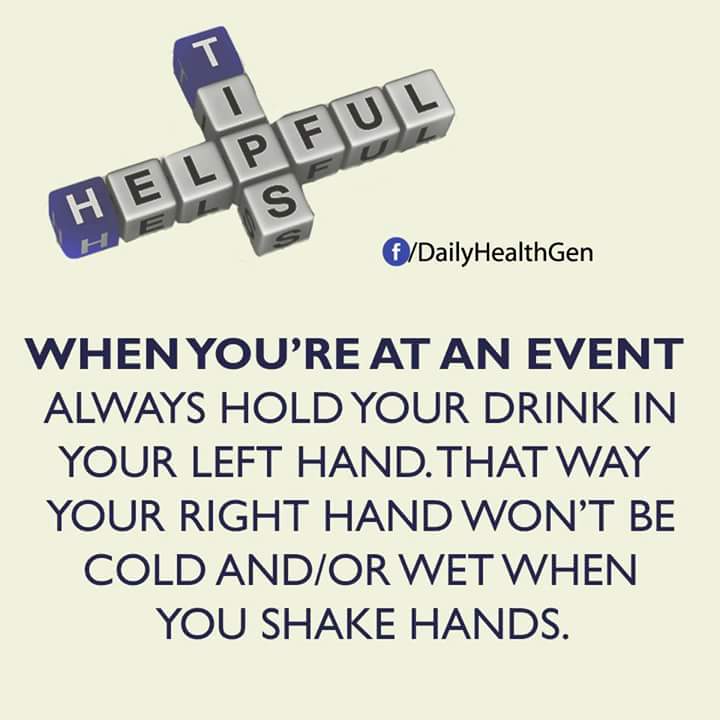 TIPS
HELPFUL
f/DailyHealthGen
WHEN YOU'RE AT AN EVENT
ALWAYS HOLD YOUR DRINK IN
YOUR LEFT HAND. THAT WAY
YOUR RIGHT HAND WON'T BE
COLD AND/OR WET WHEN
YOU SHAKE HANDS.